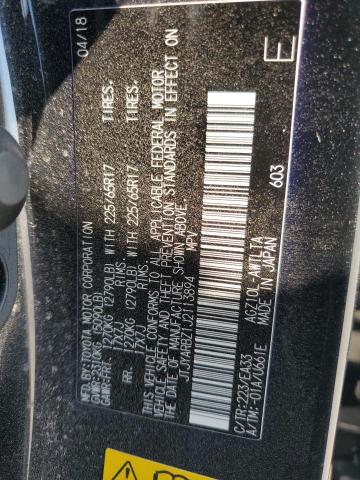 MFD.BY:TOYOTA MOTOR CORPORATION 04/18
GVWR:2310KG (5090LB)
GAWR:FRT. 1270KG (2790LB) WITH 225/65R17 TIRES.
17X7J RIMS.
RR. 1270KG (2790LB) WITH 225/65R17 TIRES.
17X7J RIMS.
THIS VEHICLE CONFORMS TO ALL APPLICABLE FEDERAL MOTOR
VEHICLE SAFETY, BUMPER, AND THEFT PREVENTION STANDARDS IN EFFECT ON
THE DATE OF MANUFACTURE SHOWN ABOVE.
JTJYARBZ1J2113894 MPV
E
C/TR:223/EA33 AGZ10L-AWTLTA
A/TM:-01A/U661E MADE IN JAPAN
603